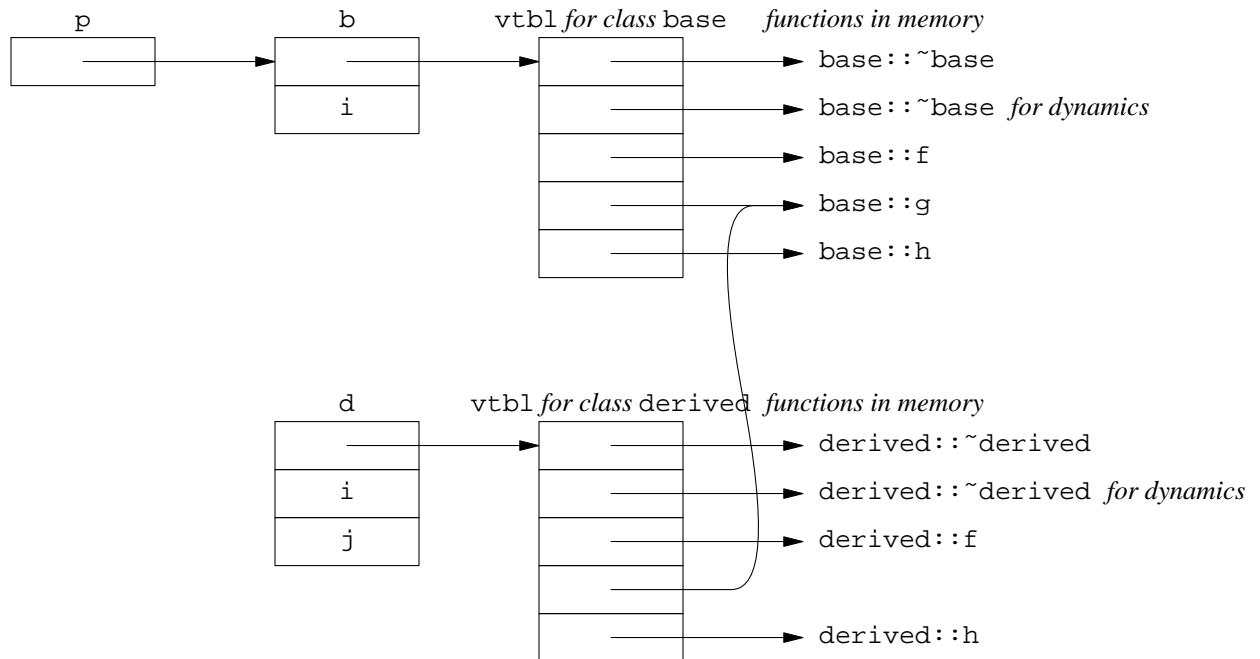 p b vtbl for class base functions in memory
base::~base
i base::~base for dynamics
base::f
base::g
base::h
d vtbl for class derived functions in memory
derived::~derived
i derived::~derived for dynamics
j derived::f
derived::h